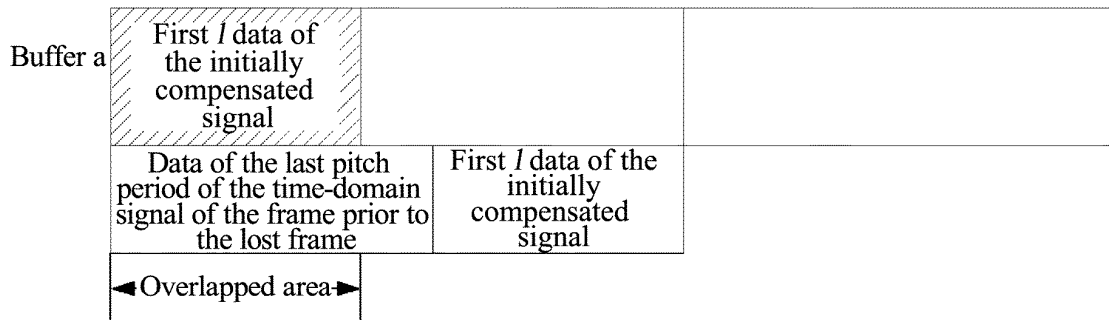 Buffer a
First l data of
the initially
compensated
signal
Data of the last pitch
period of the time-domain
signal of the frame prior to
the lost frame
First l data of the
initially
compensated
signal
Overlapped area